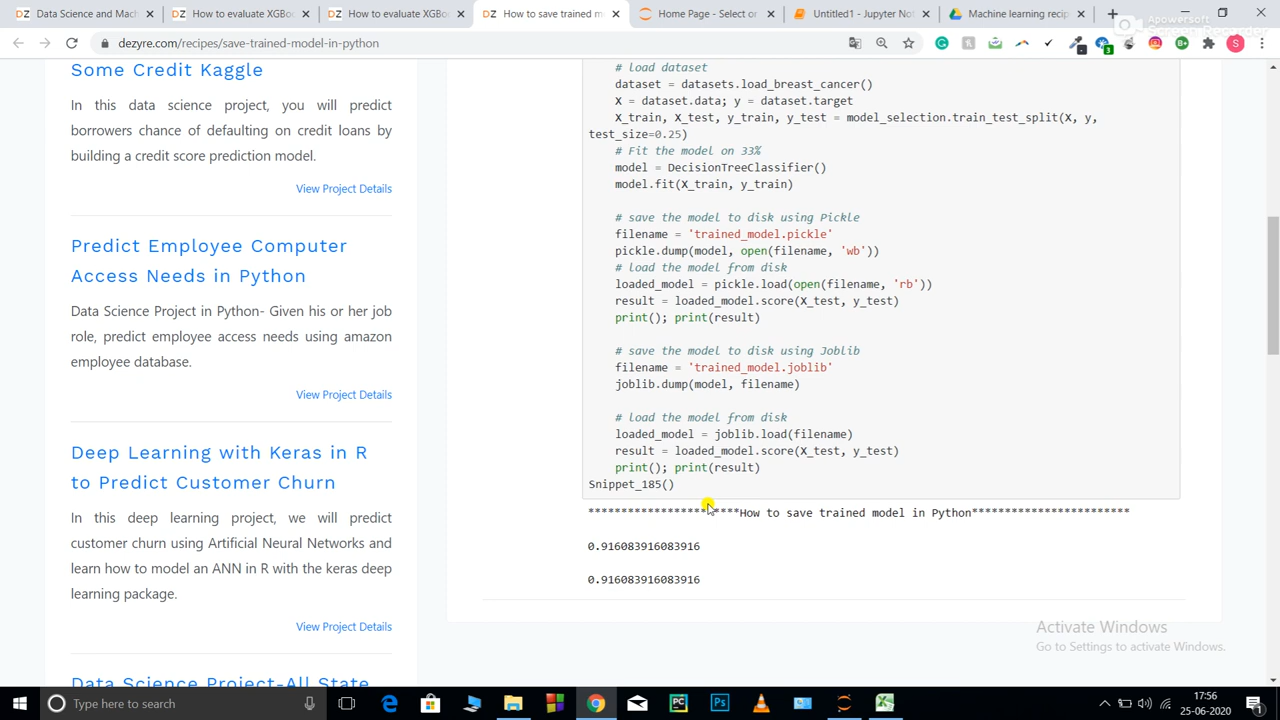 Data Science and Mach
How to evaluate XGBo
How to evaluate XGBo
How to save trained m
Home Page - Select or
Untitled1 - Jupyter No
Machine learning recip
Apowersoft
Screen Recorder
dezyre.com/recipes/save-trained-model-in-python
Some Credit Kaggle
In this data science project, you will predict
borrowers chance of defaulting on credit loans by
building a credit score prediction model.
View Project Details
Predict Employee Computer
Access Needs in Python
Data Science Project in Python- Given his or her job
role, predict employee access needs using amazon
employee database.
View Project Details
Deep Learning with Keras in R
to Predict Customer Churn
In this deep learning project, we will predict
customer churn using Artificial Neural Networks and
learn how to model an ANN in R with the keras deep
learning package.
View Project Details
Data Science Project-All State
# load dataset
dataset = datasets.load_breast_cancer()
X = dataset.data; y = dataset.target
X_train, X_test, y_train, y_test = model_selection.train_test_split(X, y,
test_size=0.25)
# Fit the model on 33%
model = DecisionTreeClassifier()
model.fit(X_train, y_train)
# save the model to disk using Pickle
filename = 'trained_model.pickle'
pickle.dump(model, open(filename, 'wb'))
# load the model from disk
loaded_model = pickle.load(open(filename, 'rb'))
result = loaded_model.score(X_test, y_test)
print(); print(result)
# save the model to disk using Joblib
filename = 'trained_model.joblib'
joblib.dump(model, filename)
# load the model from disk
loaded_model = joblib.load(filename)
result = loaded_model.score(X_test, y_test)
print(); print(result)
Snippet_185()
***********************How to save trained model in Python************************
0.916083916083916
0.916083916083916
Activate Windows
Go to Settings to activate Windows.
Type here to search
17:56
25-06-2020